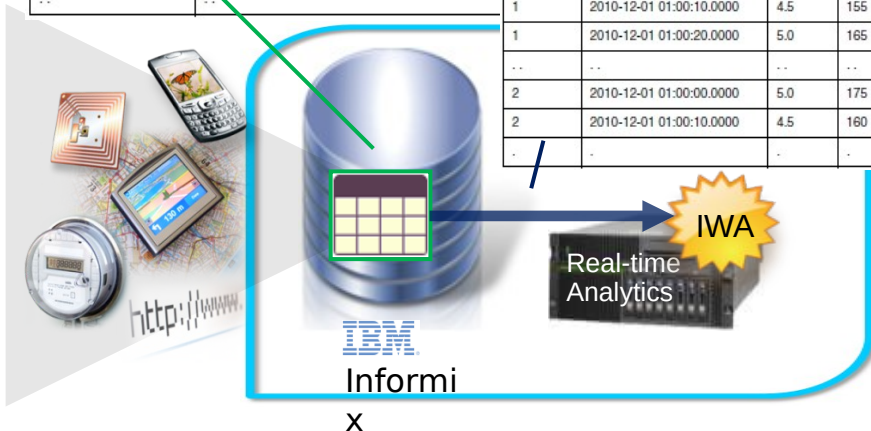 . .	. .
1	2010-12-01 01:00:10.0000	4.5	155
1	2010-12-01 01:00:20.0000	5.0	165
. .	. .	. .	. .
2	2010-12-01 01:00:00.0000	5.0	175
2	2010-12-01 01:00:10.0000	4.5	160
.	.	.	.
130 m
http://www.
IWA
Real-time
Analytics
IBM
Informi
x